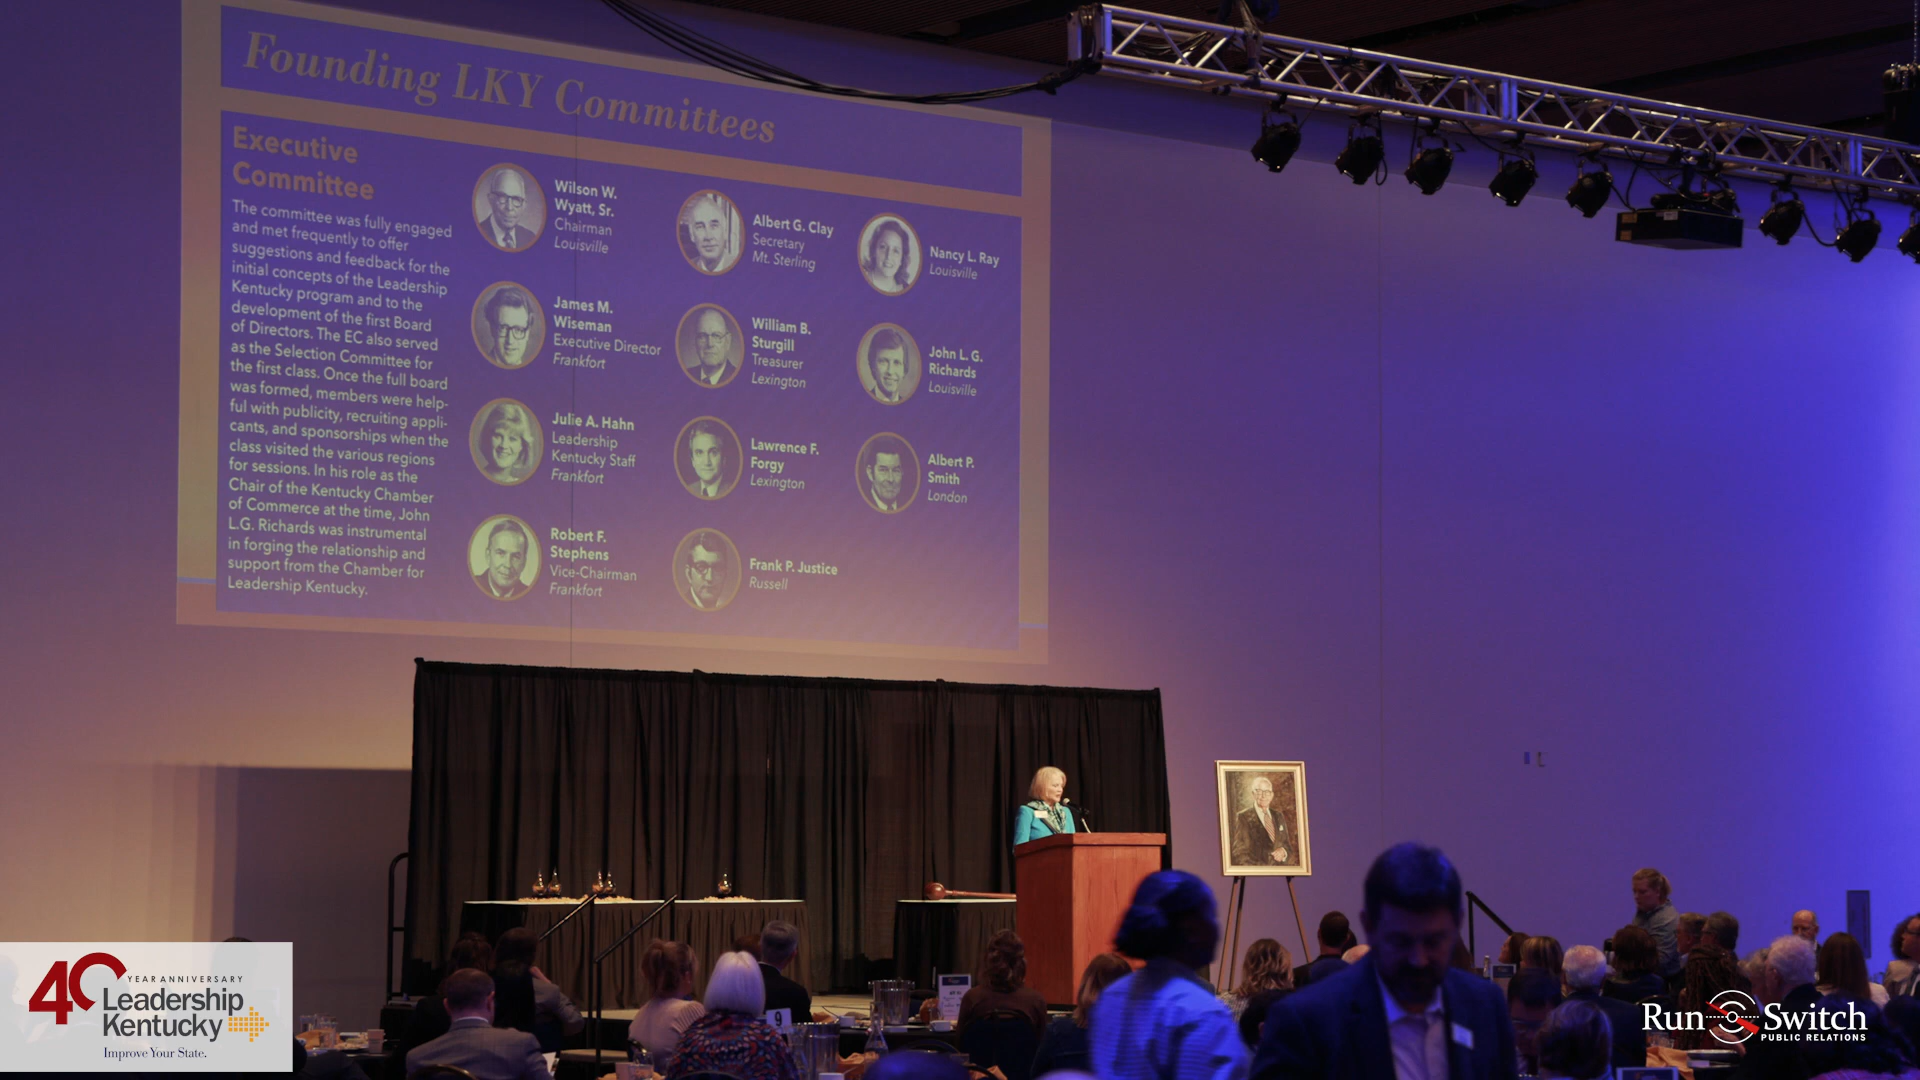 Founding LKY Committees
Executive
Committee
The committee was fully engaged
and met frequently to offer
suggestions and feedback for the
initial concepts of the Leadership
Kentucky program and to the
development of the first Board
of Directors. The EC also served
as the Selection Committee for
the first class. Once the full board
was formed, members were help-
ful with publicity, recruiting appli-
cants, and sponsorships when the
class visited the various regions
for sessions. In his role as the
Chair of the Kentucky Chamber
of Commerce at the time, John
L.G. Richards was instrumental
in forging the relationship and
support from the Chamber for
Leadership Kentucky.
Wilson W.
Wyatt, Sr.
Chairman
Louisville
James M.
Wiseman
Executive Director
Frankfort
Julie A. Hahn
Leadership
Kentucky Staff
Frankfort
Robert F.
Stephens
Vice-Chairman
Frankfort
Albert G. Clay
Secretary
Mt. Sterling
William B.
Sturgill
Treasurer
Lexington
Lawrence F.
Forgy
Lexington
Frank P. Justice
Russell
Nancy L. Ray
Louisville
John L. G.
Richards
Louisville
Albert P.
Smith
London
9
40 YEAR ANNIVERSARY
Leadership
Kentucky
Improve Your State.
Run Switch
PUBLIC RELATIONS